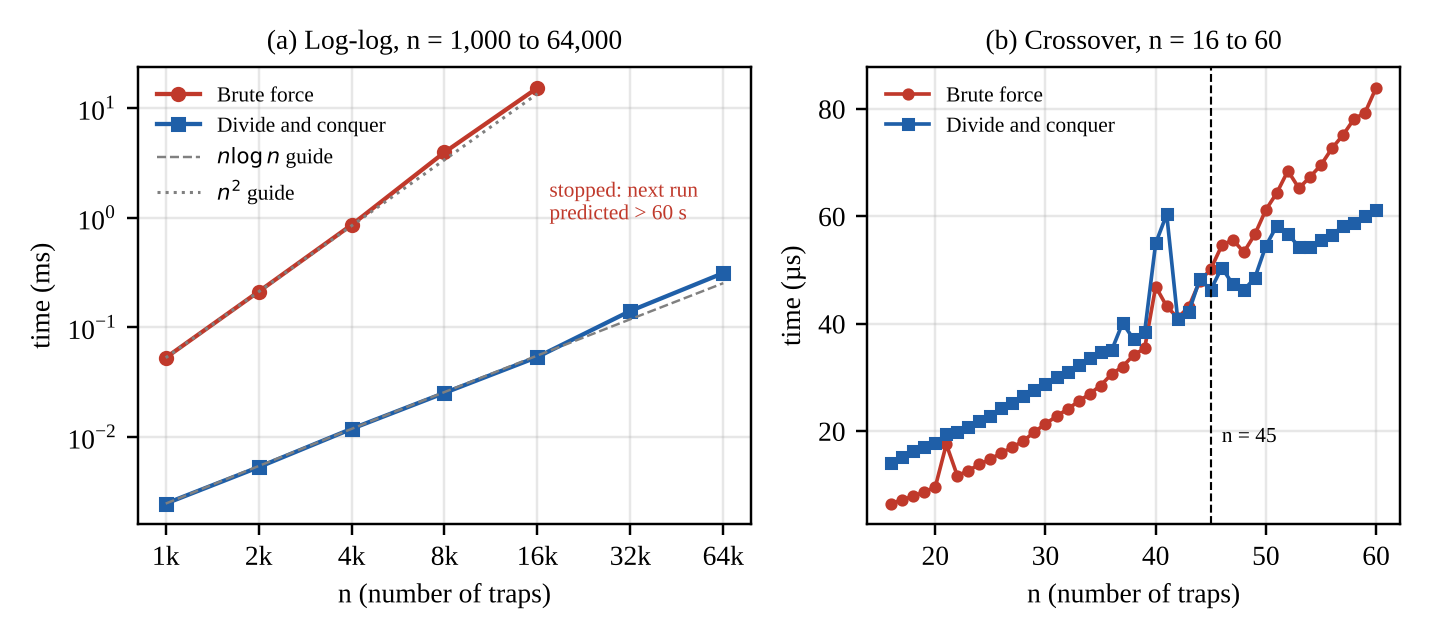 (a) Log-log, n = 1,000 to 64,000
Brute force
Divide and conquer
n log n guide
n² guide
stopped: next run
predicted > 60 s
10¹
10⁰
10⁻¹
10⁻²
time (ms)
1k 2k 4k 8k 16k 32k 64k
n (number of traps)
(b) Crossover, n = 16 to 60
Brute force
Divide and conquer
80
60
40
20
time (µs)
n = 45
20 30 40 50 60
n (number of traps)